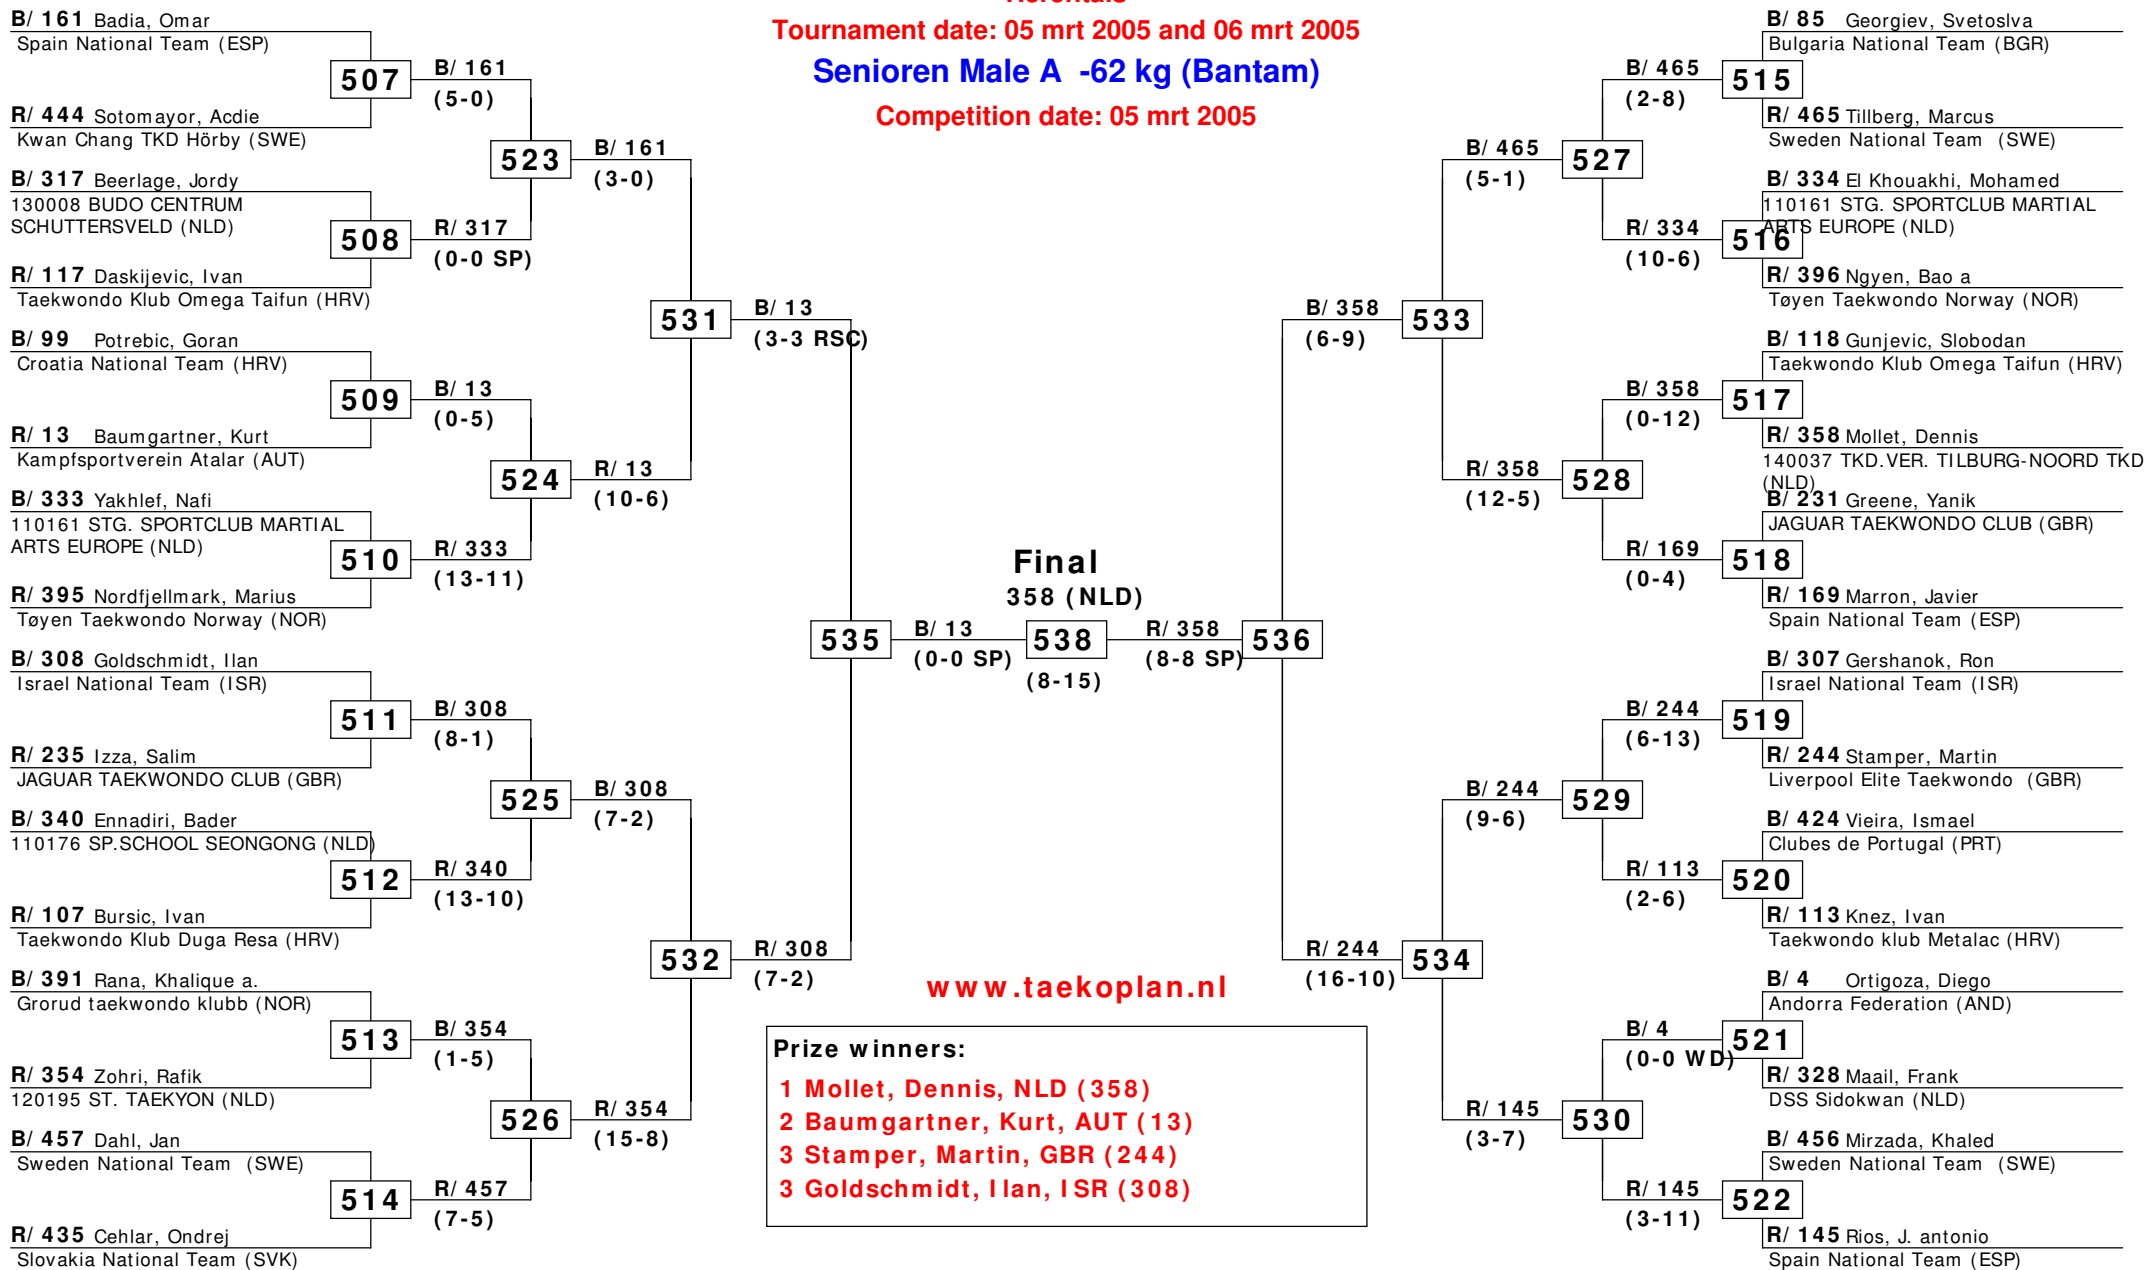 Tournament date: 05 mrt 2005 and 06 mrt 2005
Senioren Male A -62 kg (Bantam)
Competition date: 05 mrt 2005
B/ 161 Badia, Omar
Spain National Team (ESP)
R/ 444 Sotomayor, Acdie
Kwan Chang TKD Hörby (SWE)
B/ 317 Beerlage, Jordy
130008 BUDO CENTRUM
SCHUTTERSVELD (NLD)
R/ 117 Daskijevic, Ivan
Taekwondo Klub Omega Taifun (HRV)
B/ 99 Potrebic, Goran
Croatia National Team (HRV)
R/ 13 Baumgartner, Kurt
Kampfsportverein Atalar (AUT)
B/ 333 Yakhlef, Nafi
110161 STG. SPORTCLUB MARTIAL
ARTS EUROPE (NLD)
R/ 395 Nordfjellmark, Marius
Tøyen Taekwondo Norway (NOR)
B/ 308 Goldschmidt, Ilan
Israel National Team (ISR)
R/ 235 Izza, Salim
JAGUAR TAEKWONDO CLUB (GBR)
B/ 340 Ennadiri, Bader
110176 SP.SCHOOL SEONGONG (NLD)
R/ 107 Bursic, Ivan
Taekwondo Klub Duga Resa (HRV)
B/ 391 Rana, Khalique a.
Grorud taekwondo klubb (NOR)
R/ 354 Zohri, Rafik
120195 ST. TAEKYON (NLD)
B/ 457 Dahl, Jan
Sweden National Team (SWE)
R/ 435 Cehlar, Ondrej
Slovakia National Team (SVK)
507
B/ 161
(5-0)
508
R/ 317
(0-0 SP)
509
B/ 13
(0-5)
510
R/ 333
(13-11)
511
B/ 308
(8-1)
512
R/ 340
(13-10)
513
B/ 354
(1-5)
514
R/ 457
(7-5)
523
B/ 161
(3-0)
524
R/ 13
(10-6)
525
B/ 308
(7-2)
526
R/ 354
(15-8)
531
B/ 13
(3-3 RSC)
532
R/ 308
(7-2)
535
B/ 13
(0-0 SP)
Final
358 (NLD)
538
(8-15)
R/ 358
(8-8 SP)
536
B/ 358
(6-9)
533
R/ 244
(16-10)
534
B/ 465
(5-1)
527
R/ 358
(12-5)
528
B/ 244
(9-6)
529
R/ 145
(3-7)
530
B/ 465
(2-8)
515
R/ 334
(10-6)
516
B/ 358
(0-12)
517
R/ 169
(0-4)
518
B/ 244
(6-13)
519
R/ 113
(2-6)
520
B/ 4
(0-0 WD)
521
R/ 145
(3-11)
522
B/ 85 Georgiev, Svetoslva
Bulgaria National Team (BGR)
R/ 465 Tillberg, Marcus
Sweden National Team (SWE)
B/ 334 El Khouakhi, Mohamed
110161 STG. SPORTCLUB MARTIAL
ARTS EUROPE (NLD)
R/ 396 Ngyen, Bao a
Tøyen Taekwondo Norway (NOR)
B/ 118 Gunjevic, Slobodan
Taekwondo Klub Omega Taifun (HRV)
R/ 358 Mollet, Dennis
140037 TKD.VER. TILBURG-NOORD TKD
(NLD)
B/ 231 Greene, Yanik
JAGUAR TAEKWONDO CLUB (GBR)
R/ 169 Marron, Javier
Spain National Team (ESP)
B/ 307 Gershanok, Ron
Israel National Team (ISR)
R/ 244 Stamper, Martin
Liverpool Elite Taekwondo (GBR)
B/ 424 Vieira, Ismael
Clubes de Portugal (PRT)
R/ 113 Knez, Ivan
Taekwondo klub Metalac (HRV)
B/ 4 Ortigoza, Diego
Andorra Federation (AND)
R/ 328 Maail, Frank
DSS Sidokwan (NLD)
B/ 456 Mirzada, Khaled
Sweden National Team (SWE)
R/ 145 Rios, J. antonio
Spain National Team (ESP)
www.taekoplan.nl
Prize winners:
1 Mollet, Dennis, NLD (358)
2 Baumgartner, Kurt, AUT (13)
3 Stamper, Martin, GBR (244)
3 Goldschmidt, Ilan, ISR (308)